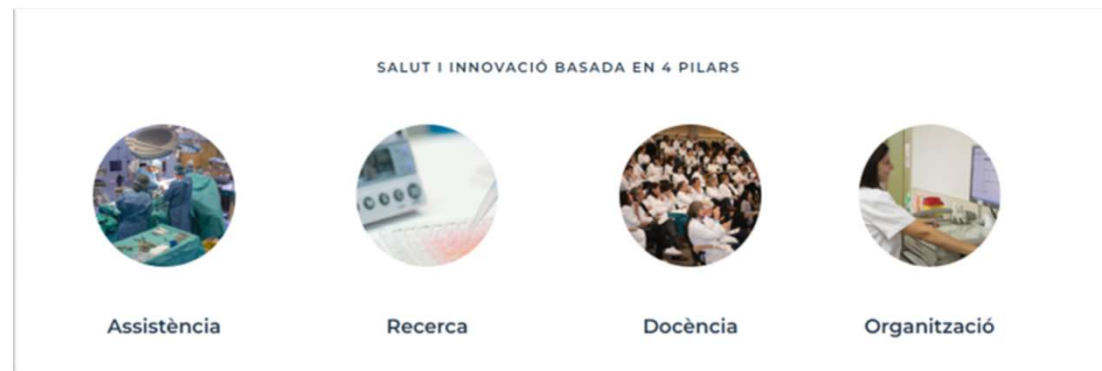 SALUT I INNOVACIÓ BASADA EN 4 PILARS
Assistència
Recerca
Docència
Organització